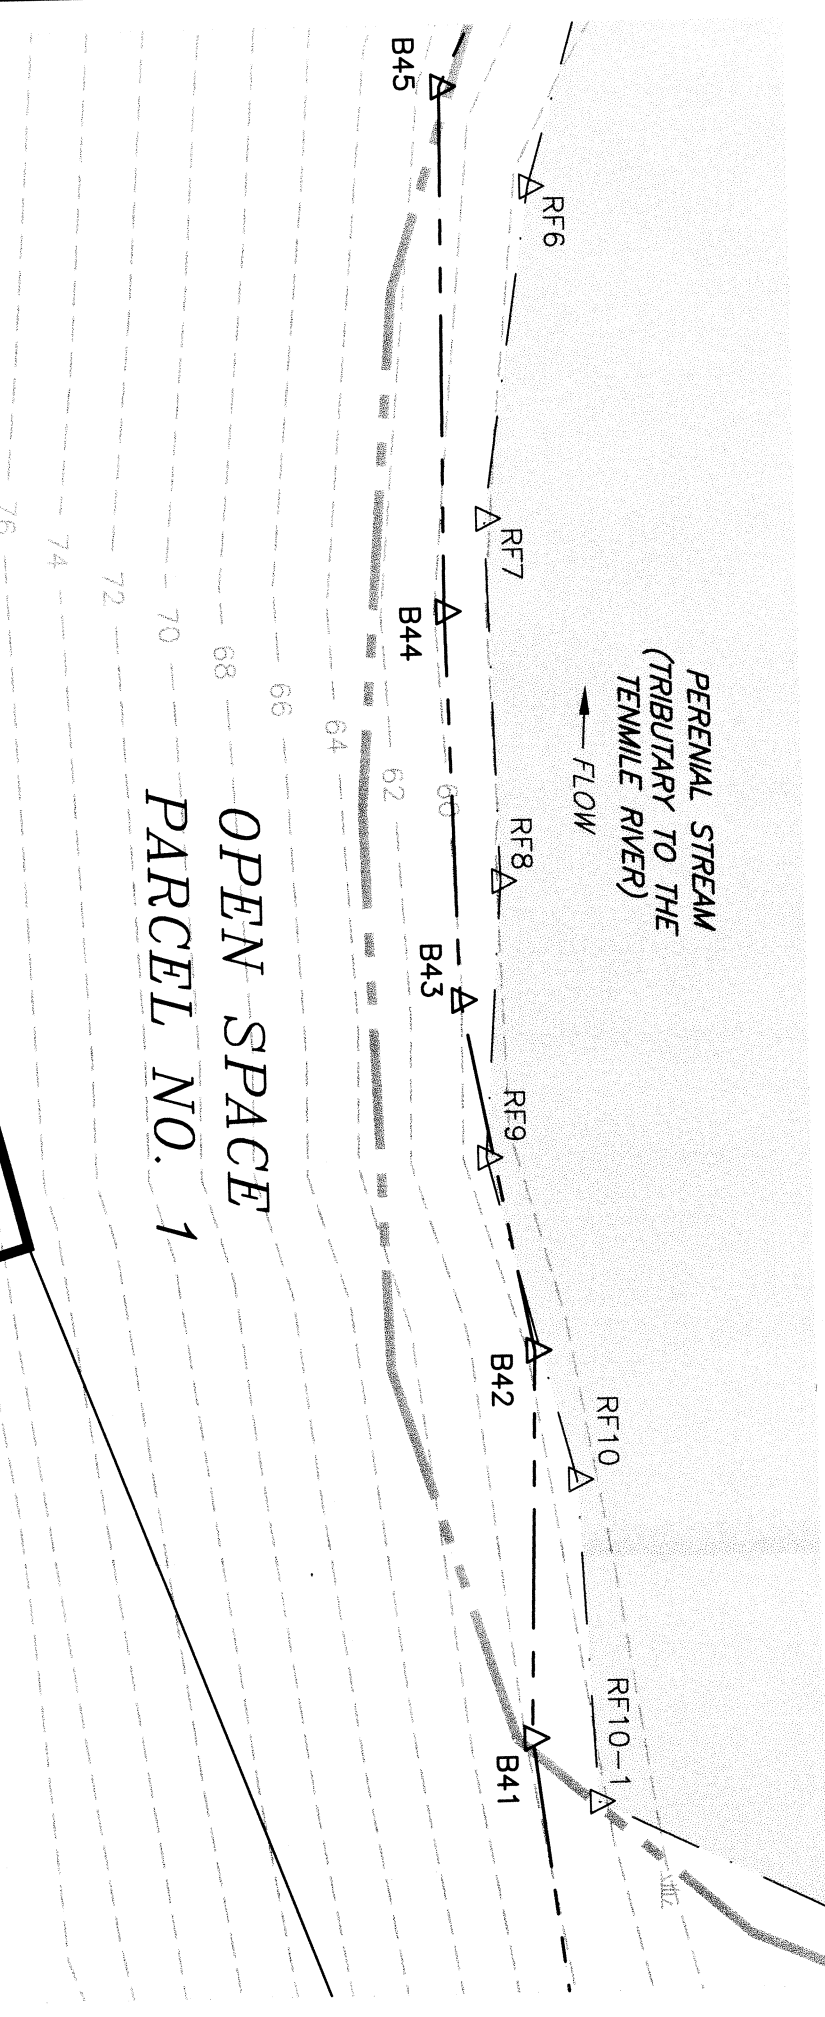 B45
RF6
RF7
B44
PERENIAL STREAM
(TRIBUTARY TO THE
TENMILE RIVER)
FLOW
RF8
B43
RF9
B42
RF10
RF10-1
B41
76
74
72
70
68
66
64
62
60
OPEN SPACE
PARCEL NO. 1